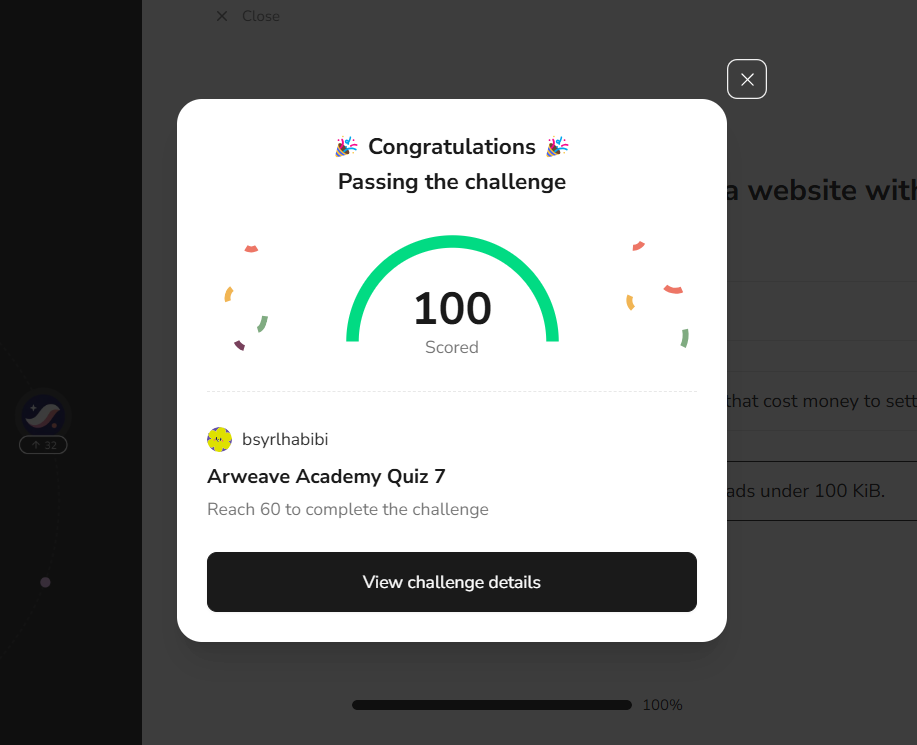 Close
Congratulations
Passing the challenge
a website with
100
Scored
that cost money to sett
32
bsyrlhabibi
Arweave Academy Quiz 7
ads under 100 KiB.
Reach 60 to complete the challenge
View challenge details
100%